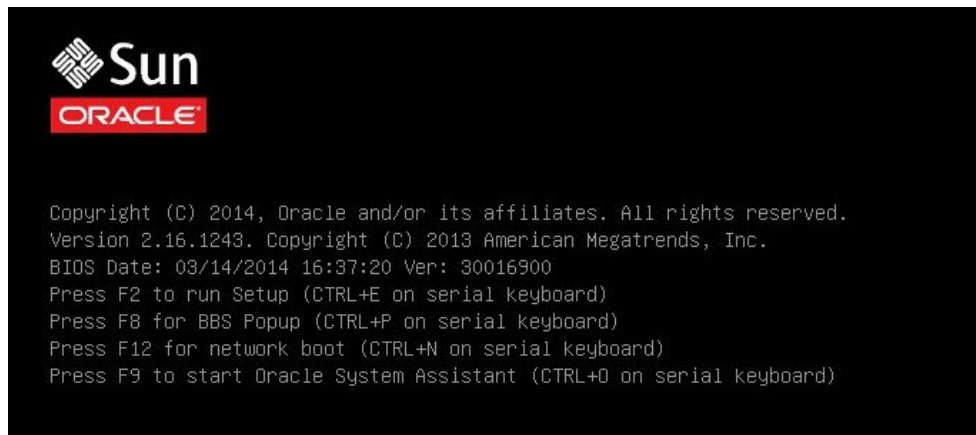 Sun
ORACLE
Copyright (C) 2014, Oracle and/or its affiliates. All rights reserved.
Version 2.16.1243. Copyright (C) 2013 American Megatrends, Inc.
BIOS Date: 03/14/2014 16:37:20 Ver: 30016900
Press F2 to run Setup (CTRL+E on serial keyboard)
Press F8 for BBS Popup (CTRL+P on serial keyboard)
Press F12 for network boot (CTRL+N on serial keyboard)
Press F9 to start Oracle System Assistant (CTRL+O on serial keyboard)